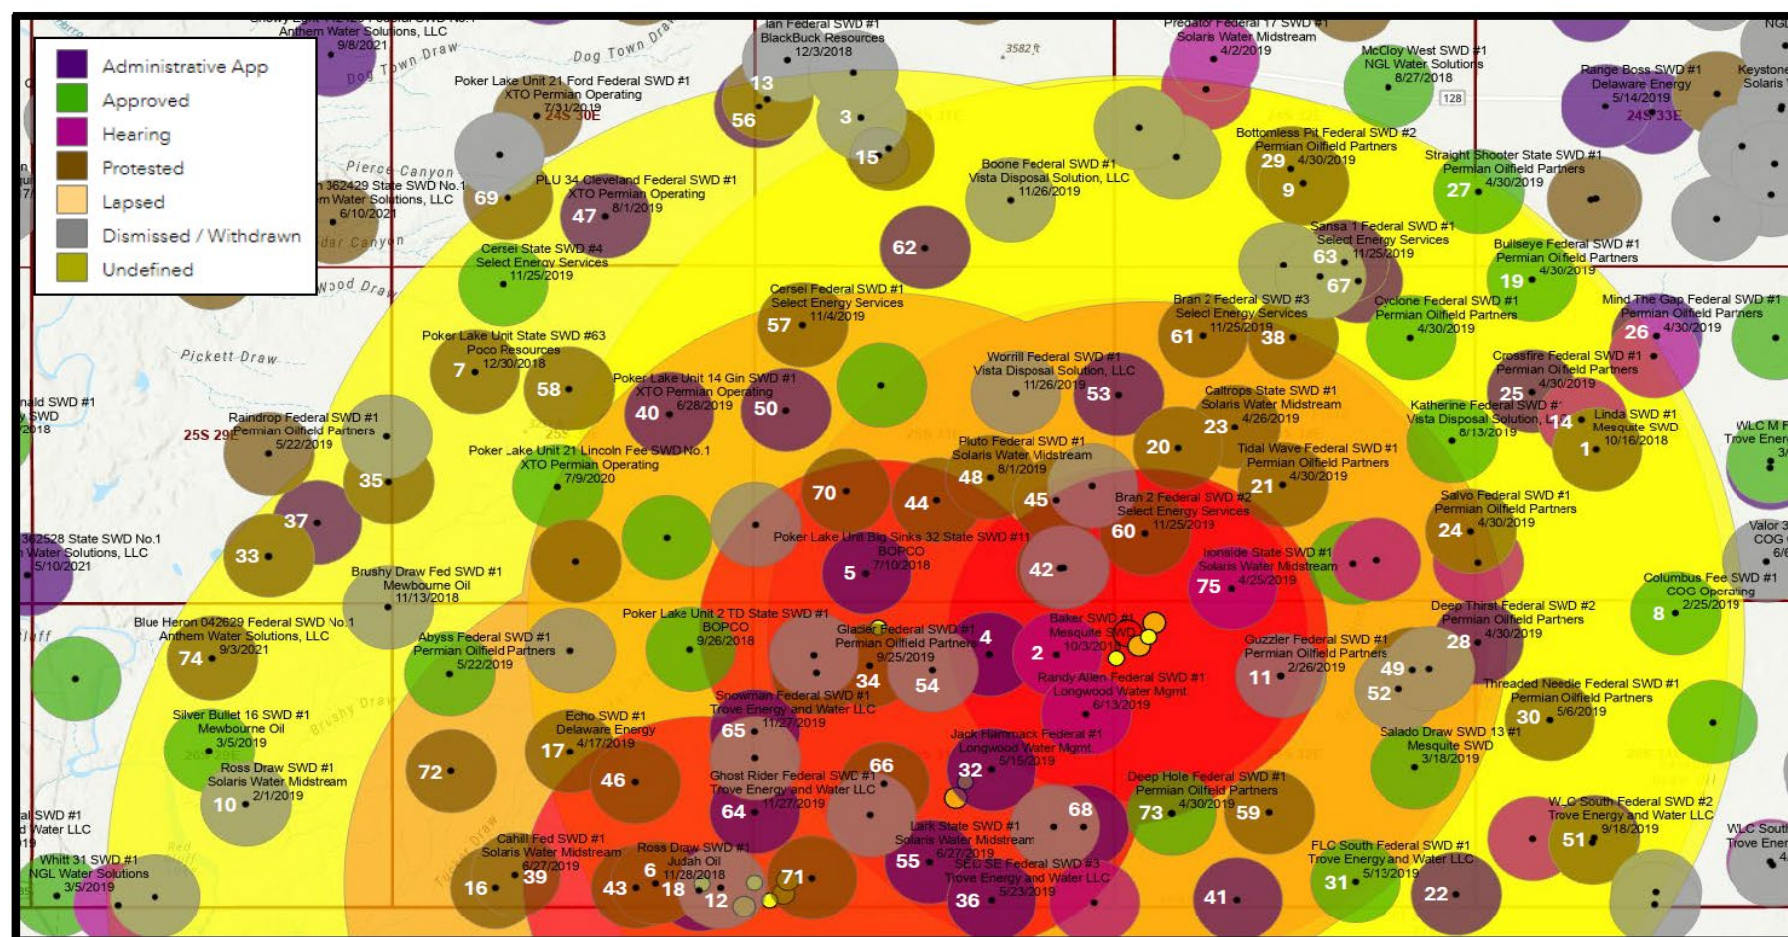 Administrative App
Approved
Hearing
Protested
Lapsed
Dismissed / Withdrawn
Undefined
Anthem Water Solutions, LLC
9/8/2021
Dog Town Draw
Dog Town Draw
Ian Federal SWD #1
BlackBuck Resources
12/3/2018
3582 ft
Predator Federal 17 SWD #1
Solaris Water Midstream
4/2/2019
McCloy West SWD #1
NGL Water Solutions
8/27/2018
128
Range Boss SWD #1
Delaware Energy
5/14/2019
24S 33E
Keystone
Solaris
Poker Lake Unit 21 Ford Federal SWD #1
XTO Permian Operating
7/31/2019
24S 30E
13
56
3
15
Pierce Canyon
362429 State SWD No.1
Water Solutions, LLC
6/10/2021
Canyon
69
PLU 34 Cleveland Federal SWD #1
XTO Permian Operating
8/1/2019
47
Boone Federal SWD #1
Vista Disposal Solution, LLC
11/26/2019
Bottomless Pit Federal SWD #2
Permian Oilfield Partners
4/30/2019
29
9
Straight Shooter State SWD #1
Permian Oilfield Partners
4/30/2019
27
Cersei State SWD #4
Select Energy Services
11/25/2019
62
Sansa 1 Federal SWD #1
Select Energy Services
11/25/2019
63
67
Bullseye Federal SWD #1
Permian Oilfield Partners
4/30/2019
19
Wood Draw
Pickett Draw
Cersei Federal SWD #1
Select Energy Services
11/4/2019
57
Bran 2 Federal SWD #3
Select Energy Services
11/25/2019
61
38
Cyclone Federal SWD #1
Permian Oilfield Partners
4/30/2019
Mind The Gap Federal SWD #1
Permian Oilfield Partners
4/30/2019
26
Poker Lake Unit State SWD #63
Poco Resources
12/30/2018
7
58
Poker Lake Unit 14 Gin SWD #1
XTO Permian Operating
6/28/2019
40
50
Worrill Federal SWD #1
Vista Disposal Solution, LLC
11/26/2019
53
Caltrops State SWD #1
Solaris Water Midstream
4/26/2019
23
20
Crossfire Federal SWD #1
Permian Oilfield Partners
4/30/2019
25
Katherine Federal SWD #1
Vista Disposal Solution, LLC
8/13/2019
14
Linda SWD #1
Mesquite SWD
10/16/2018
1
Raindrop Federal SWD #1
Permian Oilfield Partners
5/22/2019
25S 29E
35
Poker Lake Unit 21 Lincoln Fee SWD No.1
XTO Permian Operating
7/9/2020
Pluto Federal SWD #1
Solaris Water Midstream
8/1/2019
48
70
44
45
Tidal Wave Federal SWD #1
Permian Oilfield Partners
4/30/2019
21
Bran 2 Federal SWD #2
Select Energy Services
11/25/2019
60
Salvo Federal SWD #1
Permian Oilfield Partners
4/30/2019
24
37
33
362528 State SWD No.1
Water Solutions, LLC
5/10/2021
Poker Lake Unit Big Sinks 32 State SWD #11
BOPCO
7/10/2018
5
42
Ironside State SWD #1
Solaris Water Midstream
4/25/2019
75
Columbus Fee SWD #1
COG Operating
2/25/2019
8
Brushy Draw Fed SWD #1
Mewbourne Oil
11/13/2018
Blue Heron 042629 Federal SWD No.1
Anthem Water Solutions, LLC
9/3/2021
74
Abyss Federal SWD #1
Permian Oilfield Partners
5/22/2019
Poker Lake Unit 2 TD State SWD #1
BOPCO
9/26/2018
Glacier Federal SWD #1
Permian Oilfield Partners
9/25/2019
34
54
4
Baker SWD #1
Mesquite SWD
10/3/2018
2
Guzzler Federal SWD #1
Permian Oilfield Partners
2/26/2019
11
Deep Thirst Federal SWD #2
Permian Oilfield Partners
4/30/2019
28
49
52
Randy Allen Federal SWD #1
Longwood Water Mgmt.
6/13/2019
Threaded Needle Federal SWD #1
Permian Oilfield Partners
5/6/2019
30
Brushy Draw
Silver Bullet 16 SWD #1
Mewbourne Oil
3/5/2019
Snowman Federal SWD #1
Trove Energy and Water LLC
11/27/2019
65
Echo SWD #1
Delaware Energy
4/17/2019
17
Jack Hammack Federal #1
Longwood Water Mgmt.
5/15/2019
32
Salado Draw SWD 13 #1
Mesquite SWD
3/18/2019
Ross Draw SWD #1
Solaris Water Midstream
2/1/2019
10
72
46
66
Ghost Rider Federal SWD #1
Trove Energy and Water LLC
11/27/2019
64
Deep Hole Federal SWD #1
Permian Oilfield Partners
4/30/2019
73
59
68
WLC South Federal SWD #2
Trove Energy and Water LLC
9/18/2019
51
Lark State SWD #1
Solaris Water Midstream
6/27/2019
55
FLC South Federal SWD #1
Trove Energy and Water LLC
5/13/2019
31
22
Whitt 31 SWD #1
NGL Water Solutions
3/5/2019
Cahill Fed SWD #1
Solaris Water Midstream
6/27/2019
16
39
Ross Draw SWD #1
Judah Oil
11/28/2018
6
43
18
12
71
SEC SE Federal SWD #3
Trove Energy and Water LLC
5/23/2019
36
41